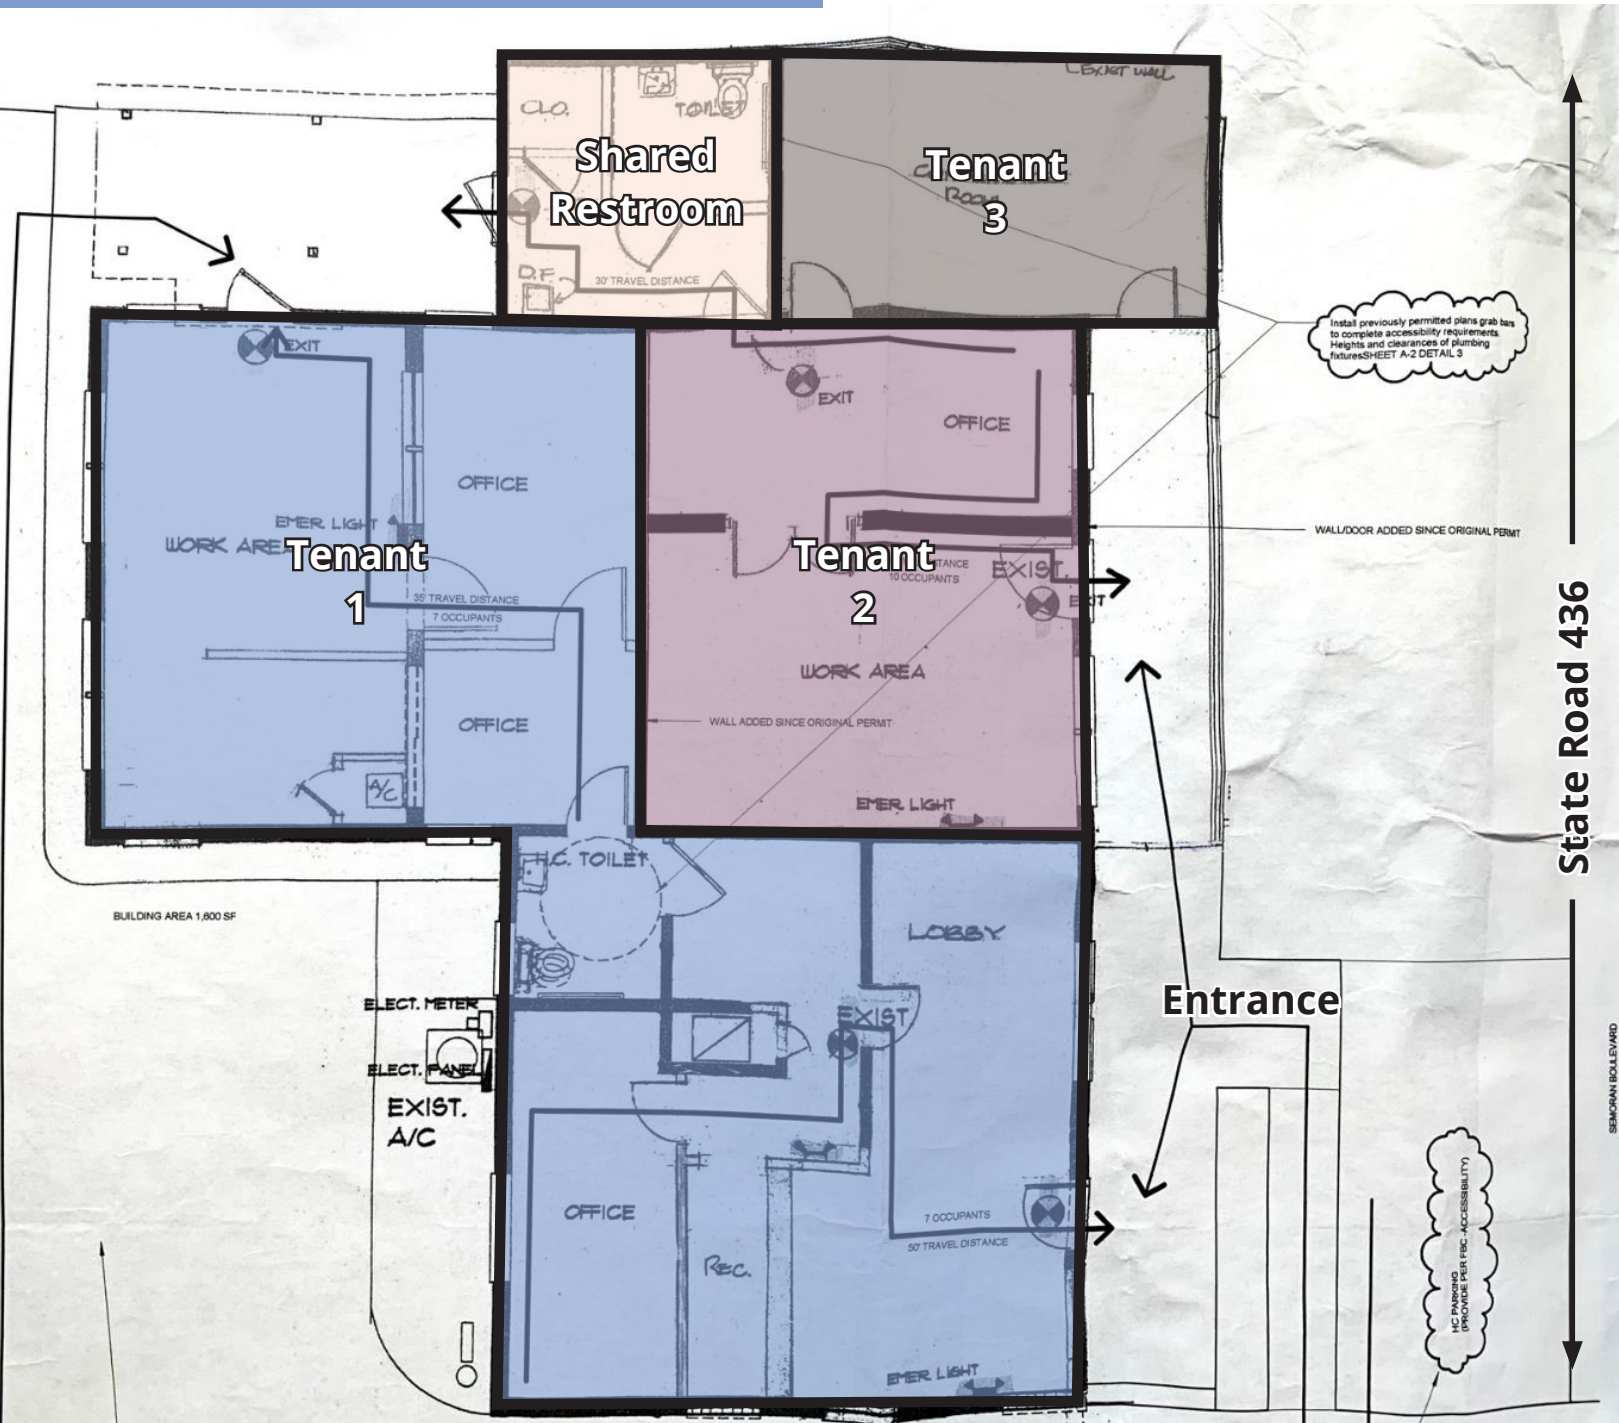 EXIST WALL
CLO.
TOILET
Shared
Restroom
Tenant
3
D.F.
30' TRAVEL DISTANCE
Install previously permitted plans grab bars
to complete accessibility requirements
Heights and clearances of plumbing
fixturesSHEET A-2 DETAIL 3
EXIT
EXIT
OFFICE
OFFICE
EMER. LIGHT
WORK AREA
Tenant
1
35' TRAVEL DISTANCE
7 OCCUPANTS
Tenant
2
10 OCCUPANTS
EXIST.
EXIT
WALL/DOOR ADDED SINCE ORIGINAL PERMIT
WORK AREA
WALL ADDED SINCE ORIGINAL PERMIT
OFFICE
A/C
EMER. LIGHT
State Road 436
H.C. TOILET
BUILDING AREA 1,600 SF
LOBBY
ELECT. METER
ELECT. PANEL
EXIST.
A/C
EXIST
Entrance
SEMORAN BOULEVARD
OFFICE
REC.
7 OCCUPANTS
50' TRAVEL DISTANCE
HC PARKING
(PROVIDE PER FBC -ACCESSIBILITY)
EMER. LIGHT